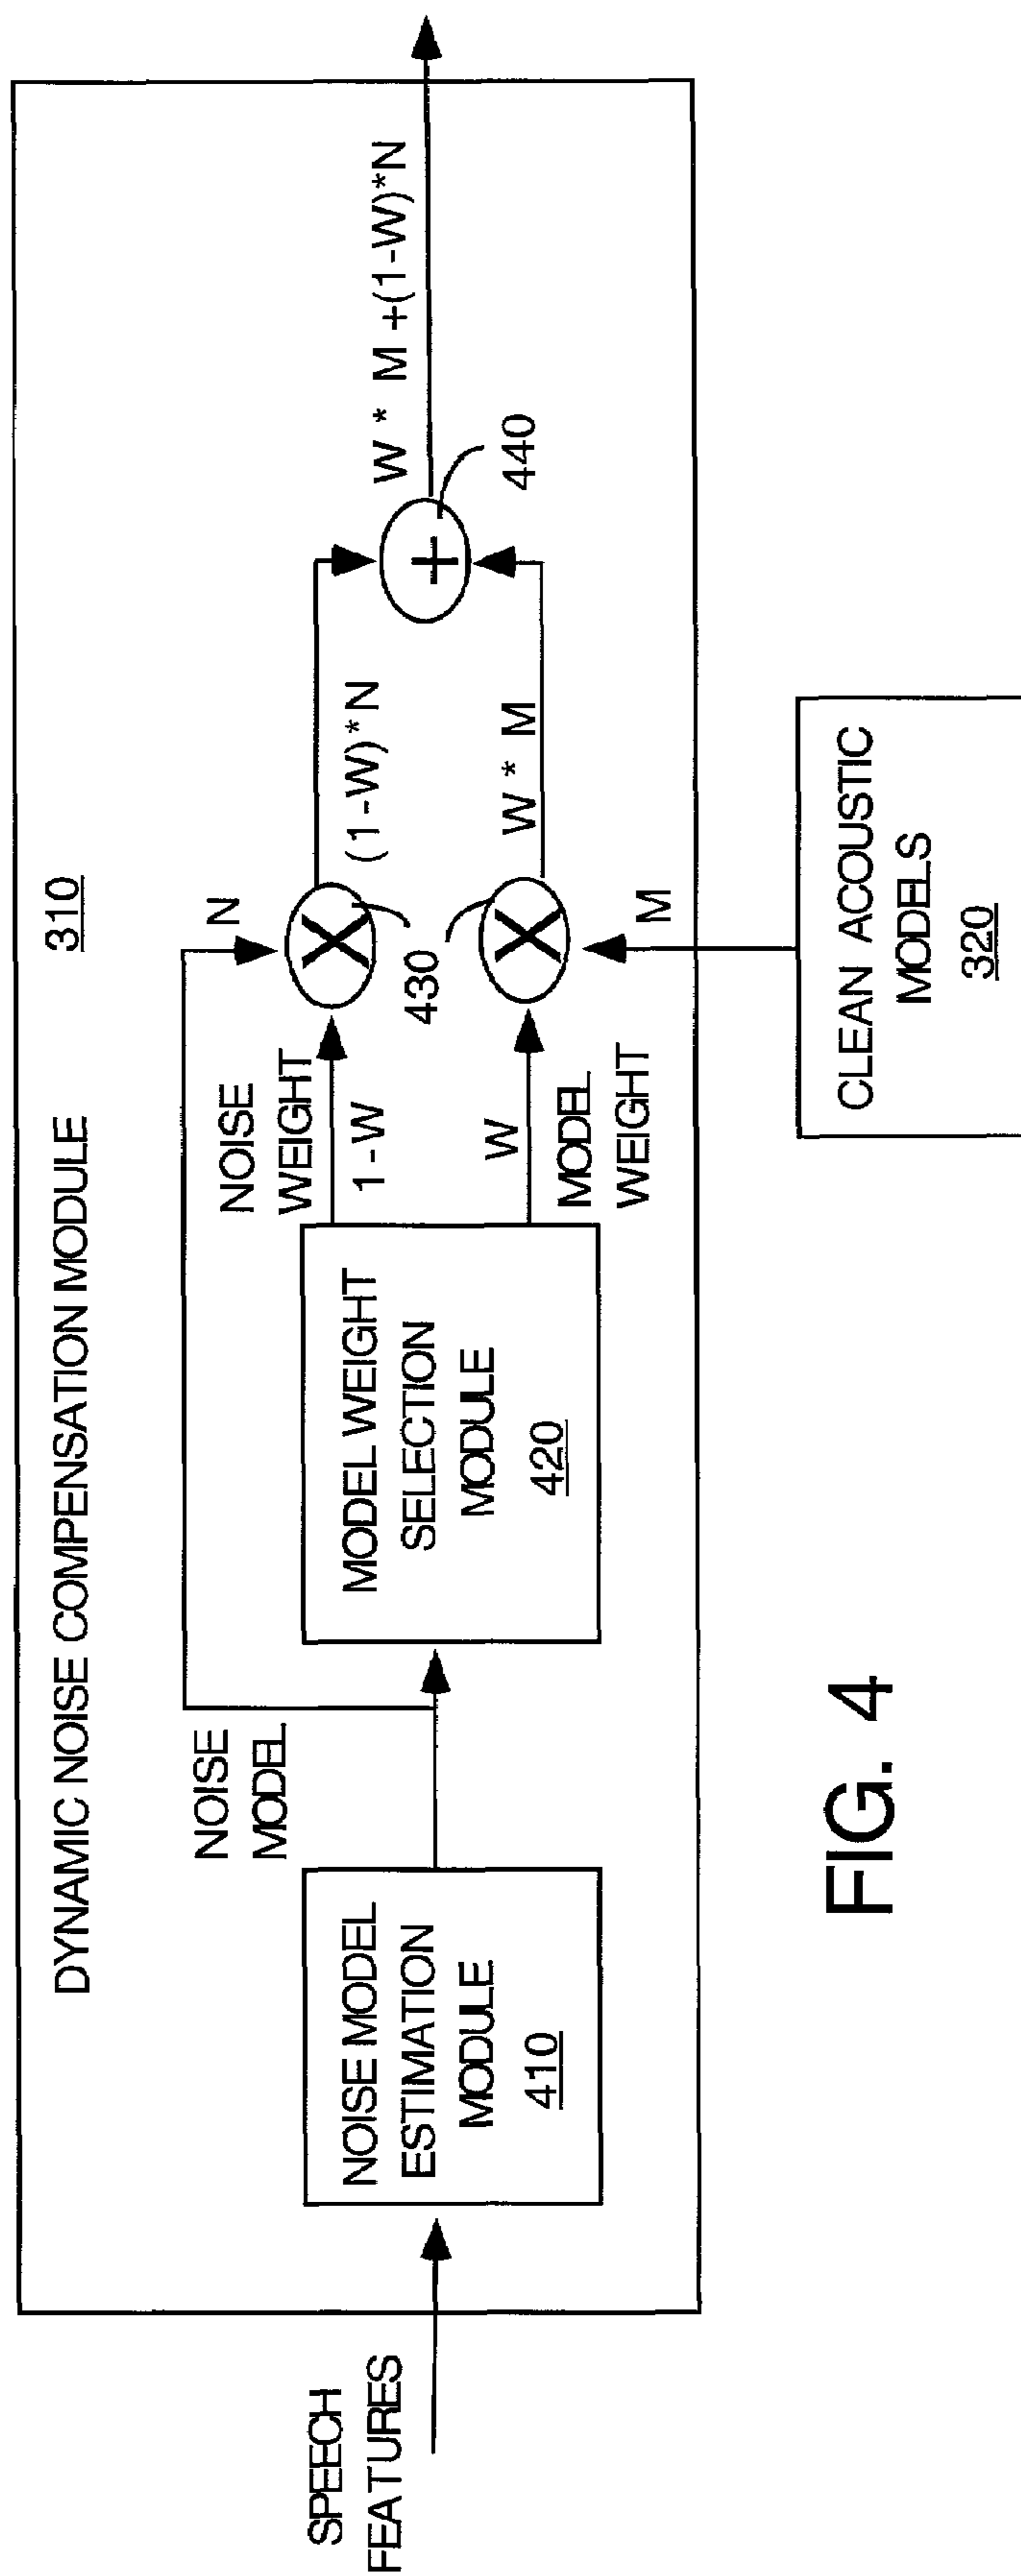 DYNAMIC NOISE COMPENSATION MODULE
310
SPEECH
FEATURES
NOISE MODEL
ESTIMATION
MODULE
410
NOISE
MODEL
MODEL WEIGHT
SELECTION
MODULE
420
NOISE
WEIGHT
1-W
W
MODEL
WEIGHT
N
430
M
(1-W)*N
W * M
+
440
W * M +(1-W)*N
CLEAN ACOUSTIC
MODELS
320
FIG. 4